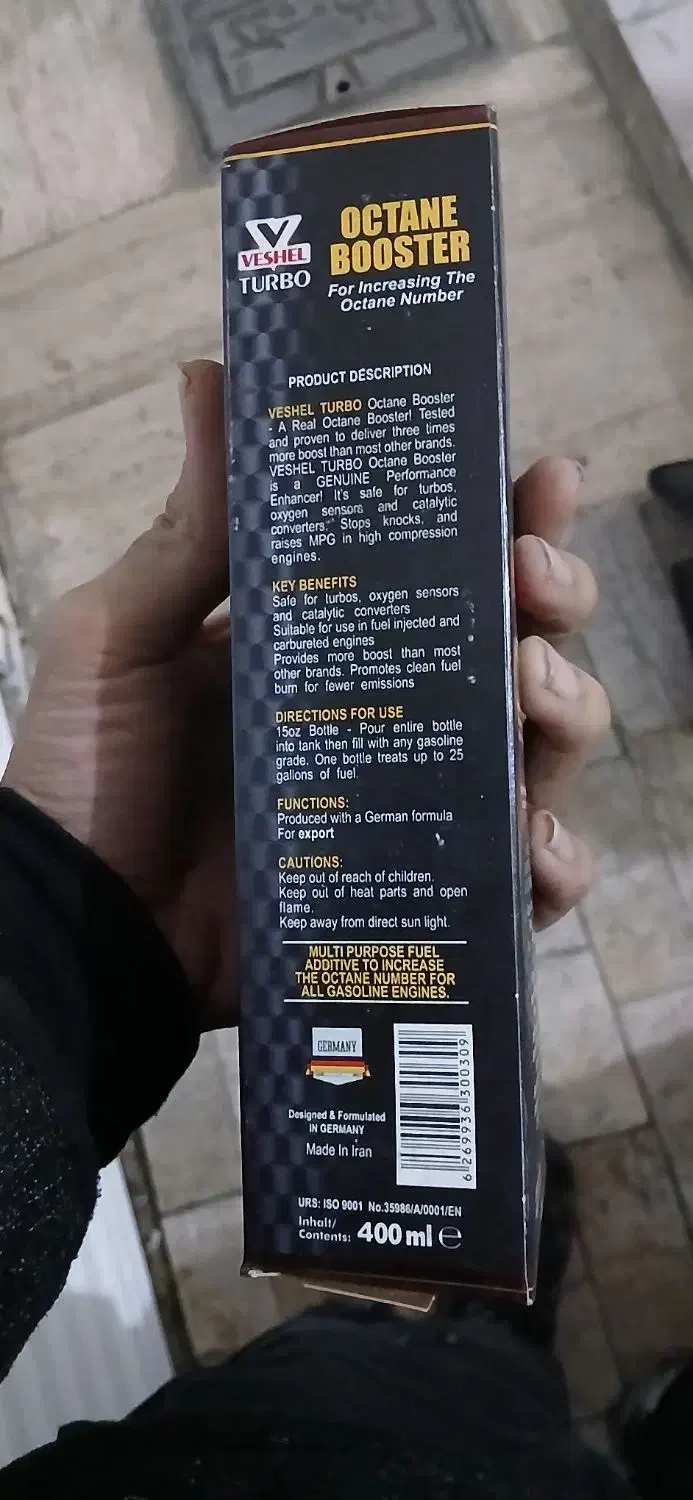 VESHEL
TURBO
OCTANE
BOOSTER
For Increasing The
Octane Number
PRODUCT DESCRIPTION
VESHEL TURBO Octane Booster
- A Real Octane Booster! Tested
and proven to deliver three times
more boost than most other brands.
VESHEL TURBO Octane Booster
is a GENUINE Performance
Enhancer! It's safe for turbos,
oxygen sensors and catalytic
converters. Stops knocks, and
raises MPG in high compression
engines.
KEY BENEFITS
Safe for turbos, oxygen sensors
and catalytic converters
Suitable for use in fuel injected and
carbureted engines
Provides more boost than most
other brands. Promotes clean fuel
burn for fewer emissions
DIRECTIONS FOR USE
15oz Bottle - Pour entire bottle
into tank then fill with any gasoline
grade. One bottle treats up to 25
gallons of fuel.
FUNCTIONS:
Produced with a German formula
For export
CAUTIONS:
Keep out of reach of children.
Keep out of heat parts and open
flame.
Keep away from direct sun light.
MULTI PURPOSE FUEL
ADDITIVE TO INCREASE
THE OCTANE NUMBER FOR
ALL GASOLINE ENGINES.
GERMANY
Designed & Formulated
IN GERMANY
Made In Iran
6269936300309
URS: ISO 9001 No.35986/A/0001/EN
Inhalt/
Contents: 400 ml ℮